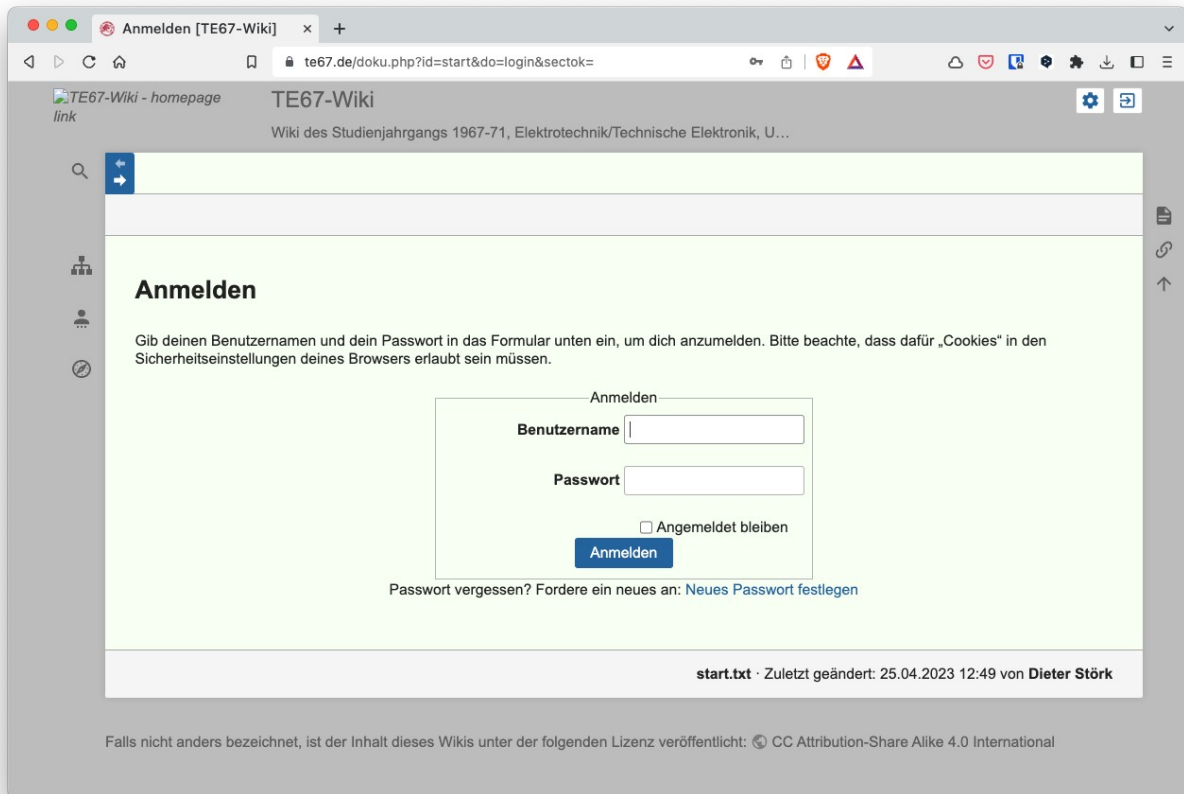 Anmelden [TE67-Wiki]
te67.de/doku.php?id=start&do=login&sectok=
TE67-Wiki - homepage link
TE67-Wiki
Wiki des Studienjahrgangs 1967-71, Elektrotechnik/Technische Elektronik, U…
Anmelden
Gib deinen Benutzernamen und dein Passwort in das Formular unten ein, um dich anzumelden. Bitte beachte, dass dafür „Cookies“ in den
Sicherheitseinstellungen deines Browsers erlaubt sein müssen.
Anmelden
Benutzername
Passwort
Angemeldet bleiben
Anmelden
Passwort vergessen? Fordere ein neues an: Neues Passwort festlegen
start.txt · Zuletzt geändert: 25.04.2023 12:49 von Dieter Störk
Falls nicht anders bezeichnet, ist der Inhalt dieses Wikis unter der folgenden Lizenz veröffentlicht: CC Attribution-Share Alike 4.0 International